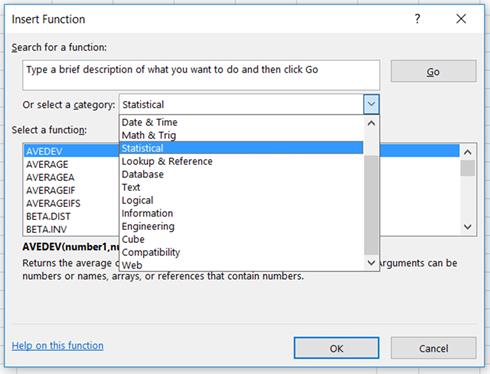 Insert Function
? X
Search for a function:
Type a brief description of what you want to do and then click Go
Go
Or select a category: Statistical
Date & Time
Math & Trig
Statistical
Lookup & Reference
Database
Text
Logical
Information
Engineering
Cube
Compatibility
Web
Select a function:
AVEDEV
AVERAGE
AVERAGEA
AVERAGEIF
AVERAGEIFS
BETA.DIST
BETA.INV
AVEDEV(number1,nu
Returns the average Arguments can be
numbers or names, arrays, or references that contain numbers.
Help on this function
OK
Cancel